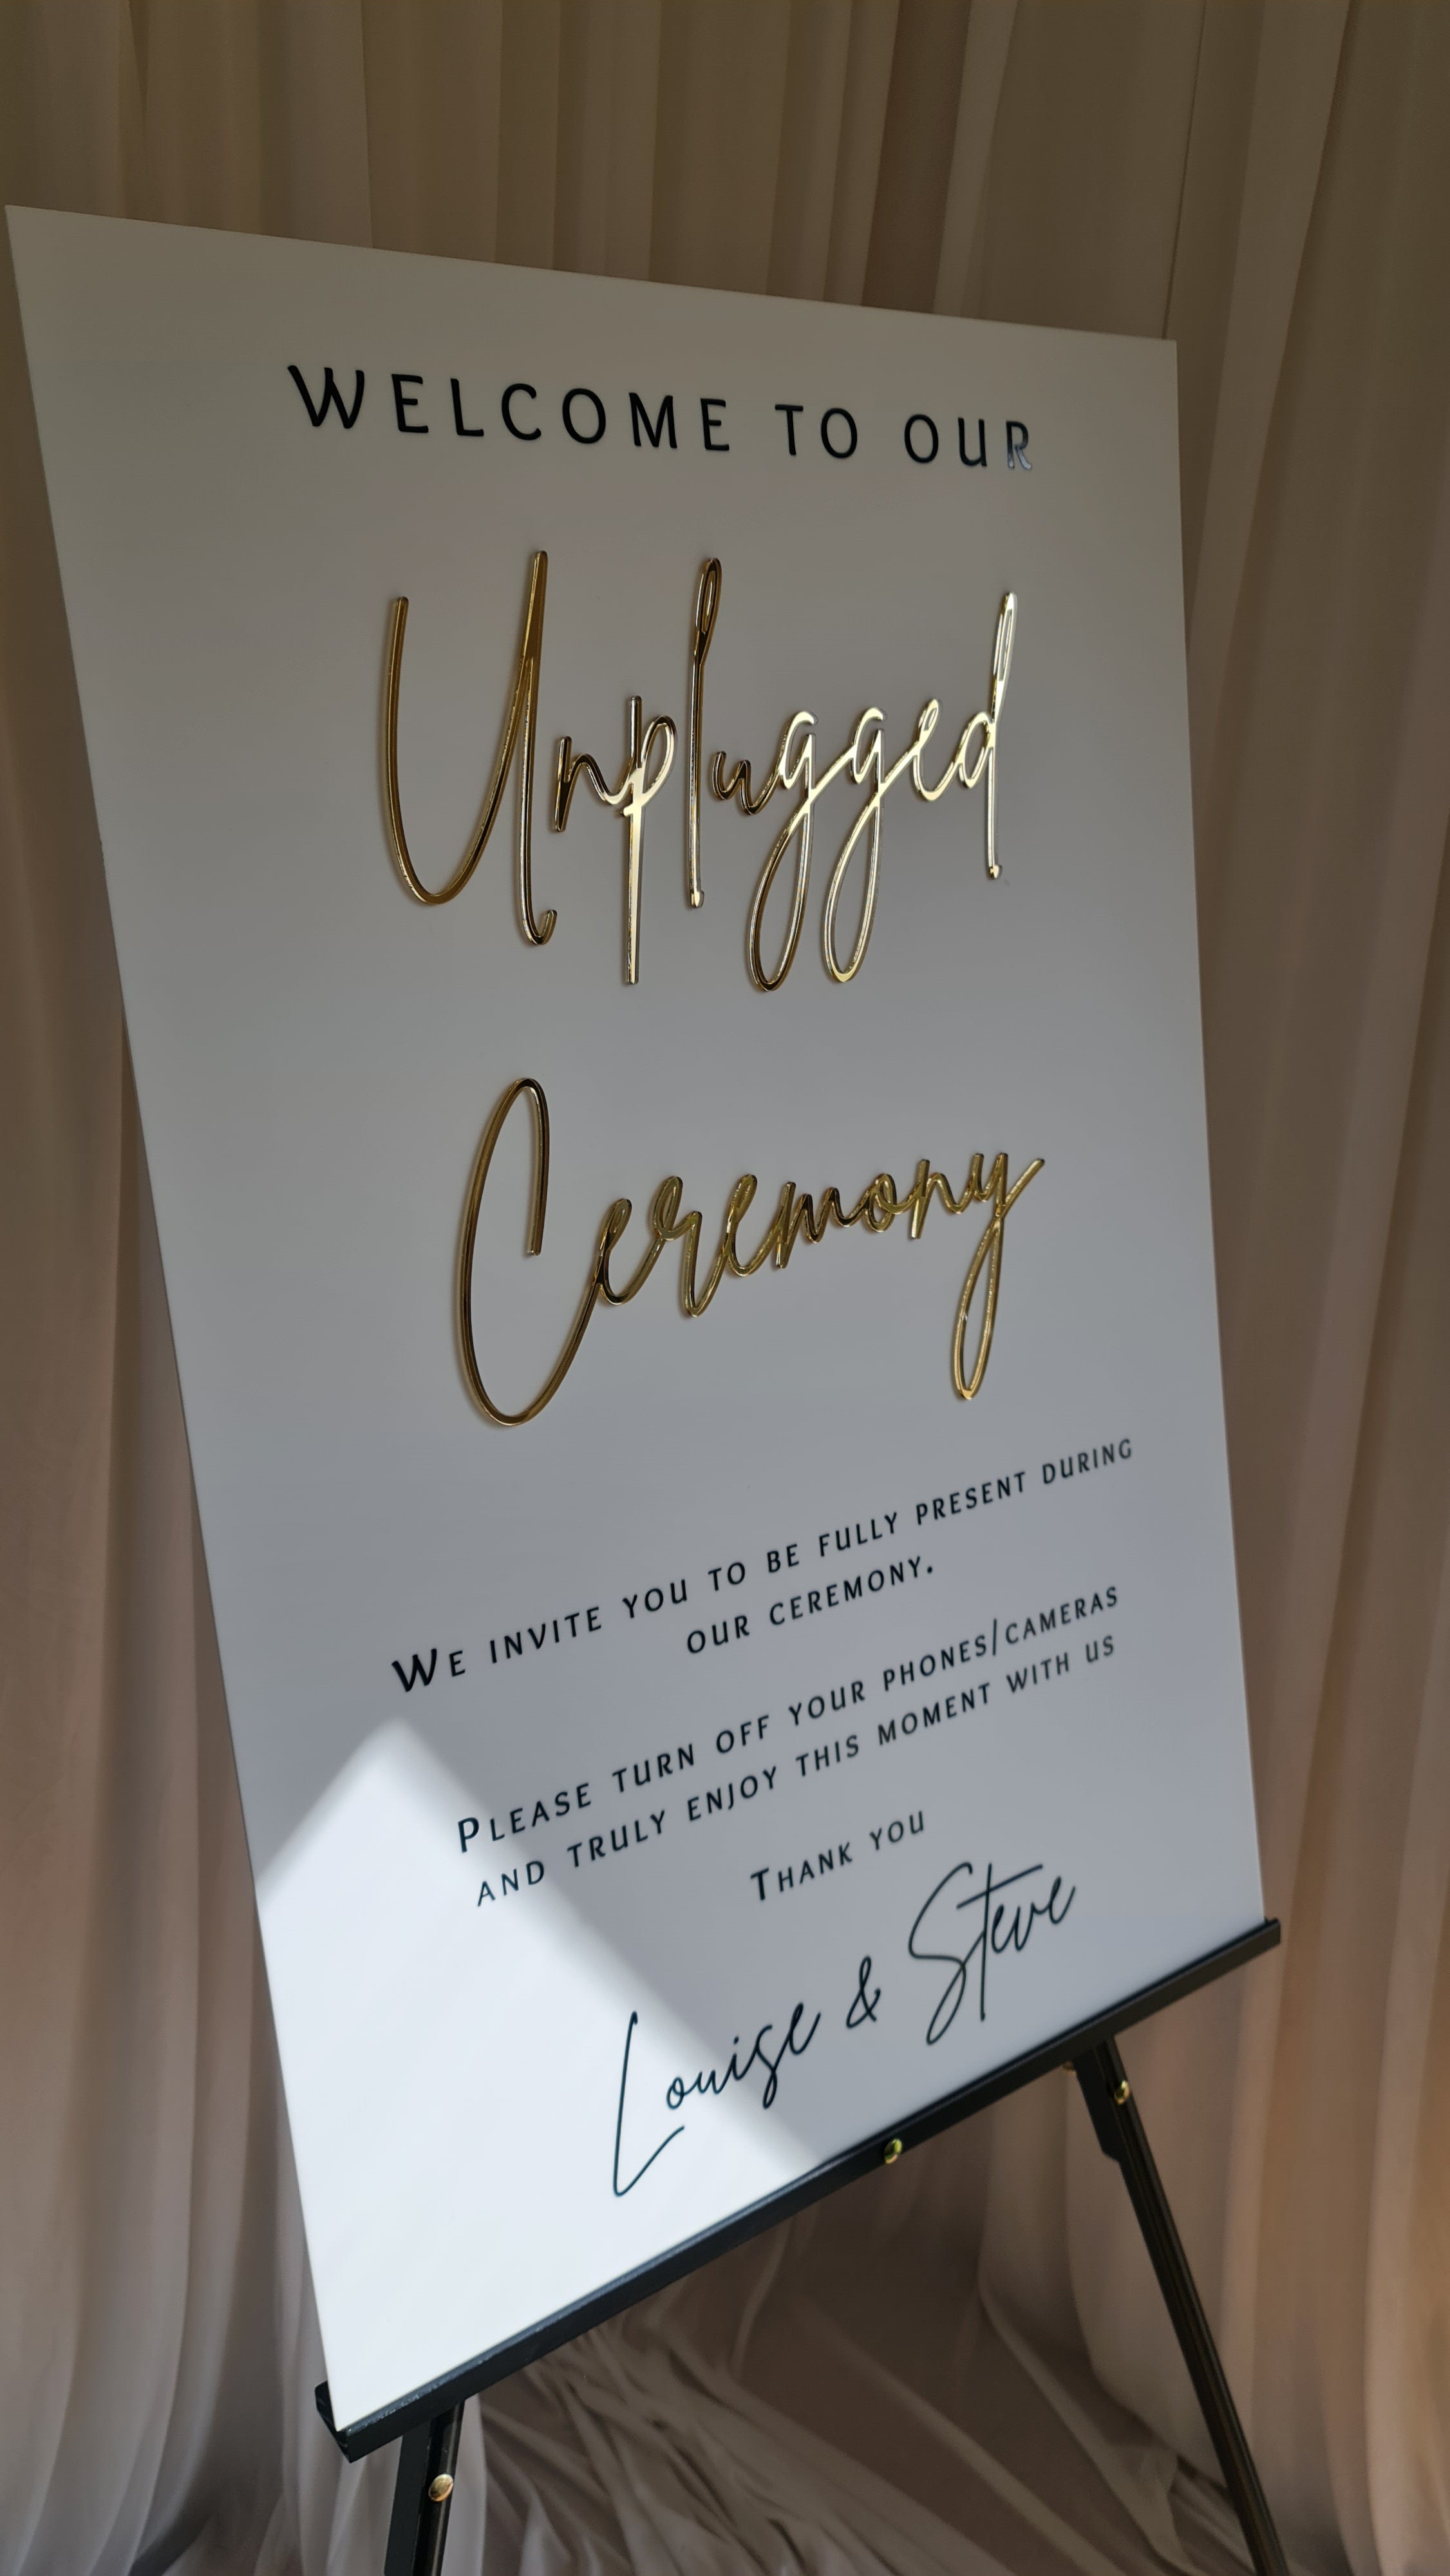 WELCOME TO OUR
Unplugged
Ceremony
WE INVITE YOU TO BE FULLY PRESENT DURING
OUR CEREMONY.
PLEASE TURN OFF YOUR PHONES/CAMERAS
AND TRULY ENJOY THIS MOMENT WITH US
THANK YOU
Louise & Steve